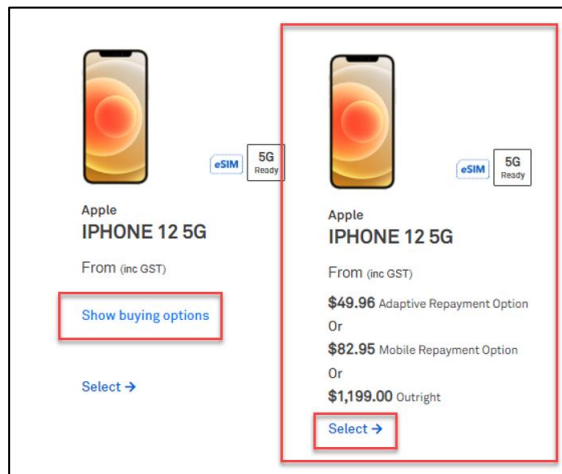 eSIM
5G
Ready
Apple
IPHONE 12 5G
From (inc GST)
Show buying options
Select →
eSIM
5G
Ready
Apple
IPHONE 12 5G
From (inc GST)
$49.96 Adaptive Repayment Option
Or
$82.95 Mobile Repayment Option
Or
$1,199.00 Outright
Select →